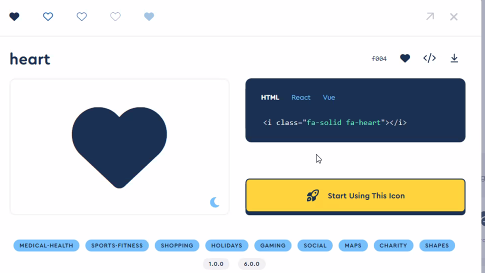 heart
f004
HTML React Vue
<i class="fa-solid fa-heart"></i>
Start Using This Icon
MEDICAL-HEALTH SPORTS-FITNESS SHOPPING HOLIDAYS GAMING SOCIAL MAPS CHARITY SHAPES
1.0.0 6.0.0